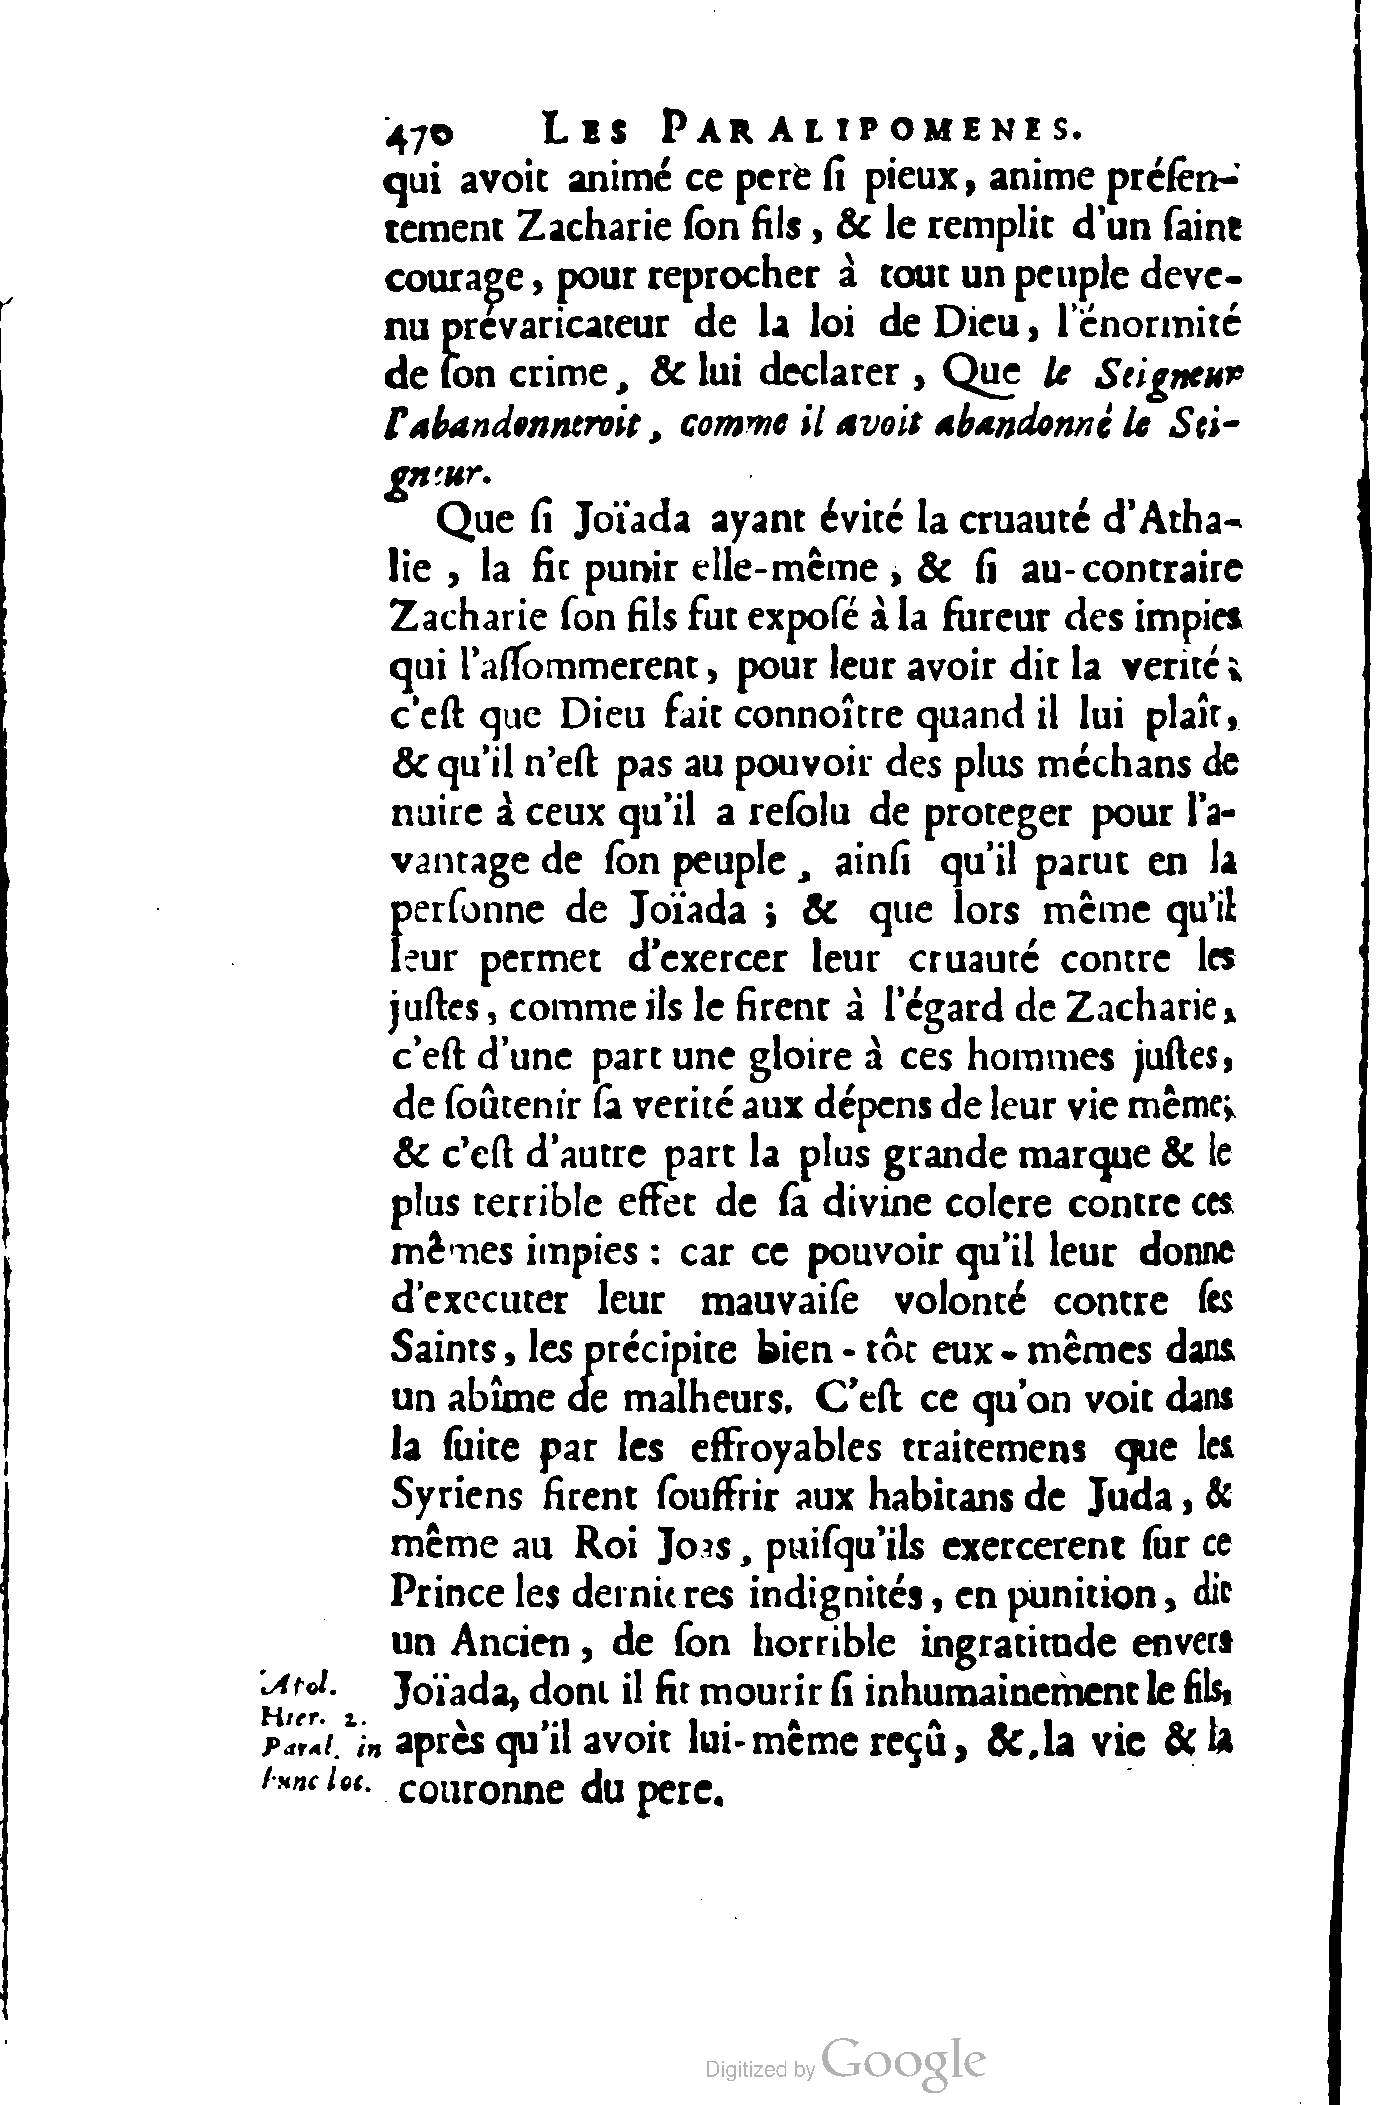 470 LES PARALIPOMENES.
qui avoit animé ce pere ſi pieux, anime préſen-
tement Zacharie ſon fils, & le remplit d'un ſaint
courage, pour reprocher à tout un peuple deve-
nu prévaricateur de la loi de Dieu, l'énormité
de ſon crime, & lui declarer, Que le Seigneur
l'abandonneroit, comme il avoit abandonné le Sei-
gneur.
Que ſi Joïada ayant évité la cruauté d'Atha-
lie, la fit punir elle-même, & ſi au-contraire
Zacharie ſon fils fut expoſé à la fureur des impies
qui l'aſſommerent, pour leur avoir dit la verité;
c'eſt que Dieu fait connoître quand il lui plaît,
& qu'il n'eſt pas au pouvoir des plus méchans de
nuire à ceux qu'il a reſolu de proteger pour l'a-
vantage de ſon peuple, ainſi qu'il parut en la
perſonne de Joïada; & que lors même qu'il
leur permet d'exercer leur cruauté contre les
juſtes, comme ils le firent à l'égard de Zacharie,
c'eſt d'une part une gloire à ces hommes juſtes,
de ſoûtenir ſa verité aux dépens de leur vie même;
& c'eſt d'autre part la plus grande marque & le
plus terrible effet de ſa divine colere contre ces
mêmes impies : car ce pouvoir qu'il leur donne
d'executer leur mauvaiſe volonté contre ſes
Saints, les précipite bien-tôt eux-mêmes dans
un abîme de malheurs. C'eſt ce qu'on voit dans
la ſuite par les effroyables traitemens que les
Syriens firent ſouffrir aux habitans de Juda, &
même au Roi Joas, puiſqu'ils exercerent ſur ce
Prince les dernieres indignités, en punition, dit
un Ancien, de ſon horrible ingratitude envers
Joïada, dont il fit mourir ſi inhumainement le fils,
après qu'il avoit lui-même reçû, & la vie & la
couronne du pere.
Hier. 2.
Paral. in
hunc loc.
Digitized by Google